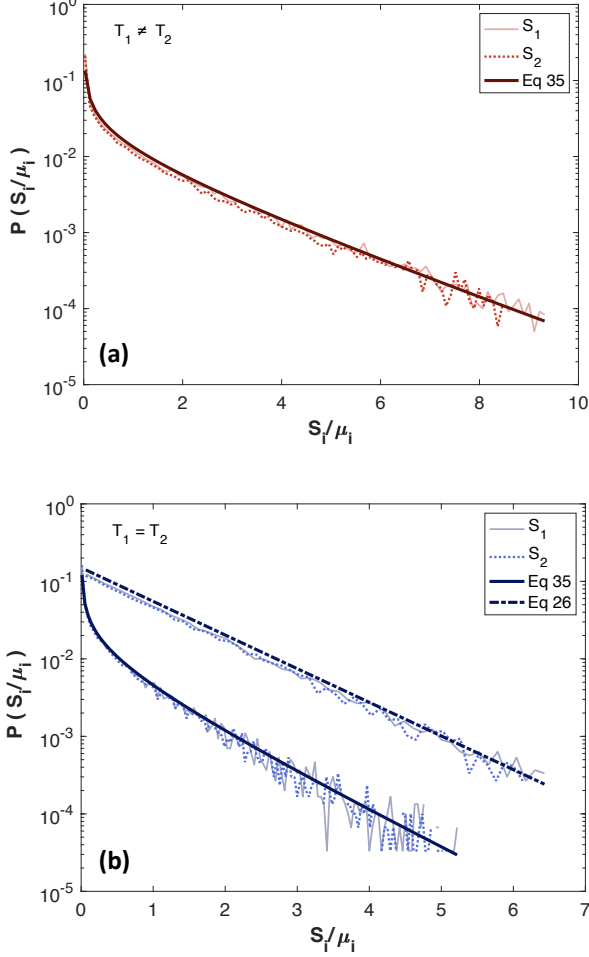 10^0
T_1 ≠ T_2
S_1
S_2
Eq 35
10^-1
10^-2
10^-3
10^-4
10^-5
P ( S_i/μ_i )
(a)
0 2 4 6 8 10
S_i/μ_i
10^0
T_1 = T_2
S_1
S_2
Eq 35
Eq 26
10^-1
10^-2
10^-3
10^-4
10^-5
P ( S_i/μ_i )
(b)
0 1 2 3 4 5 6 7
S_i/μ_i